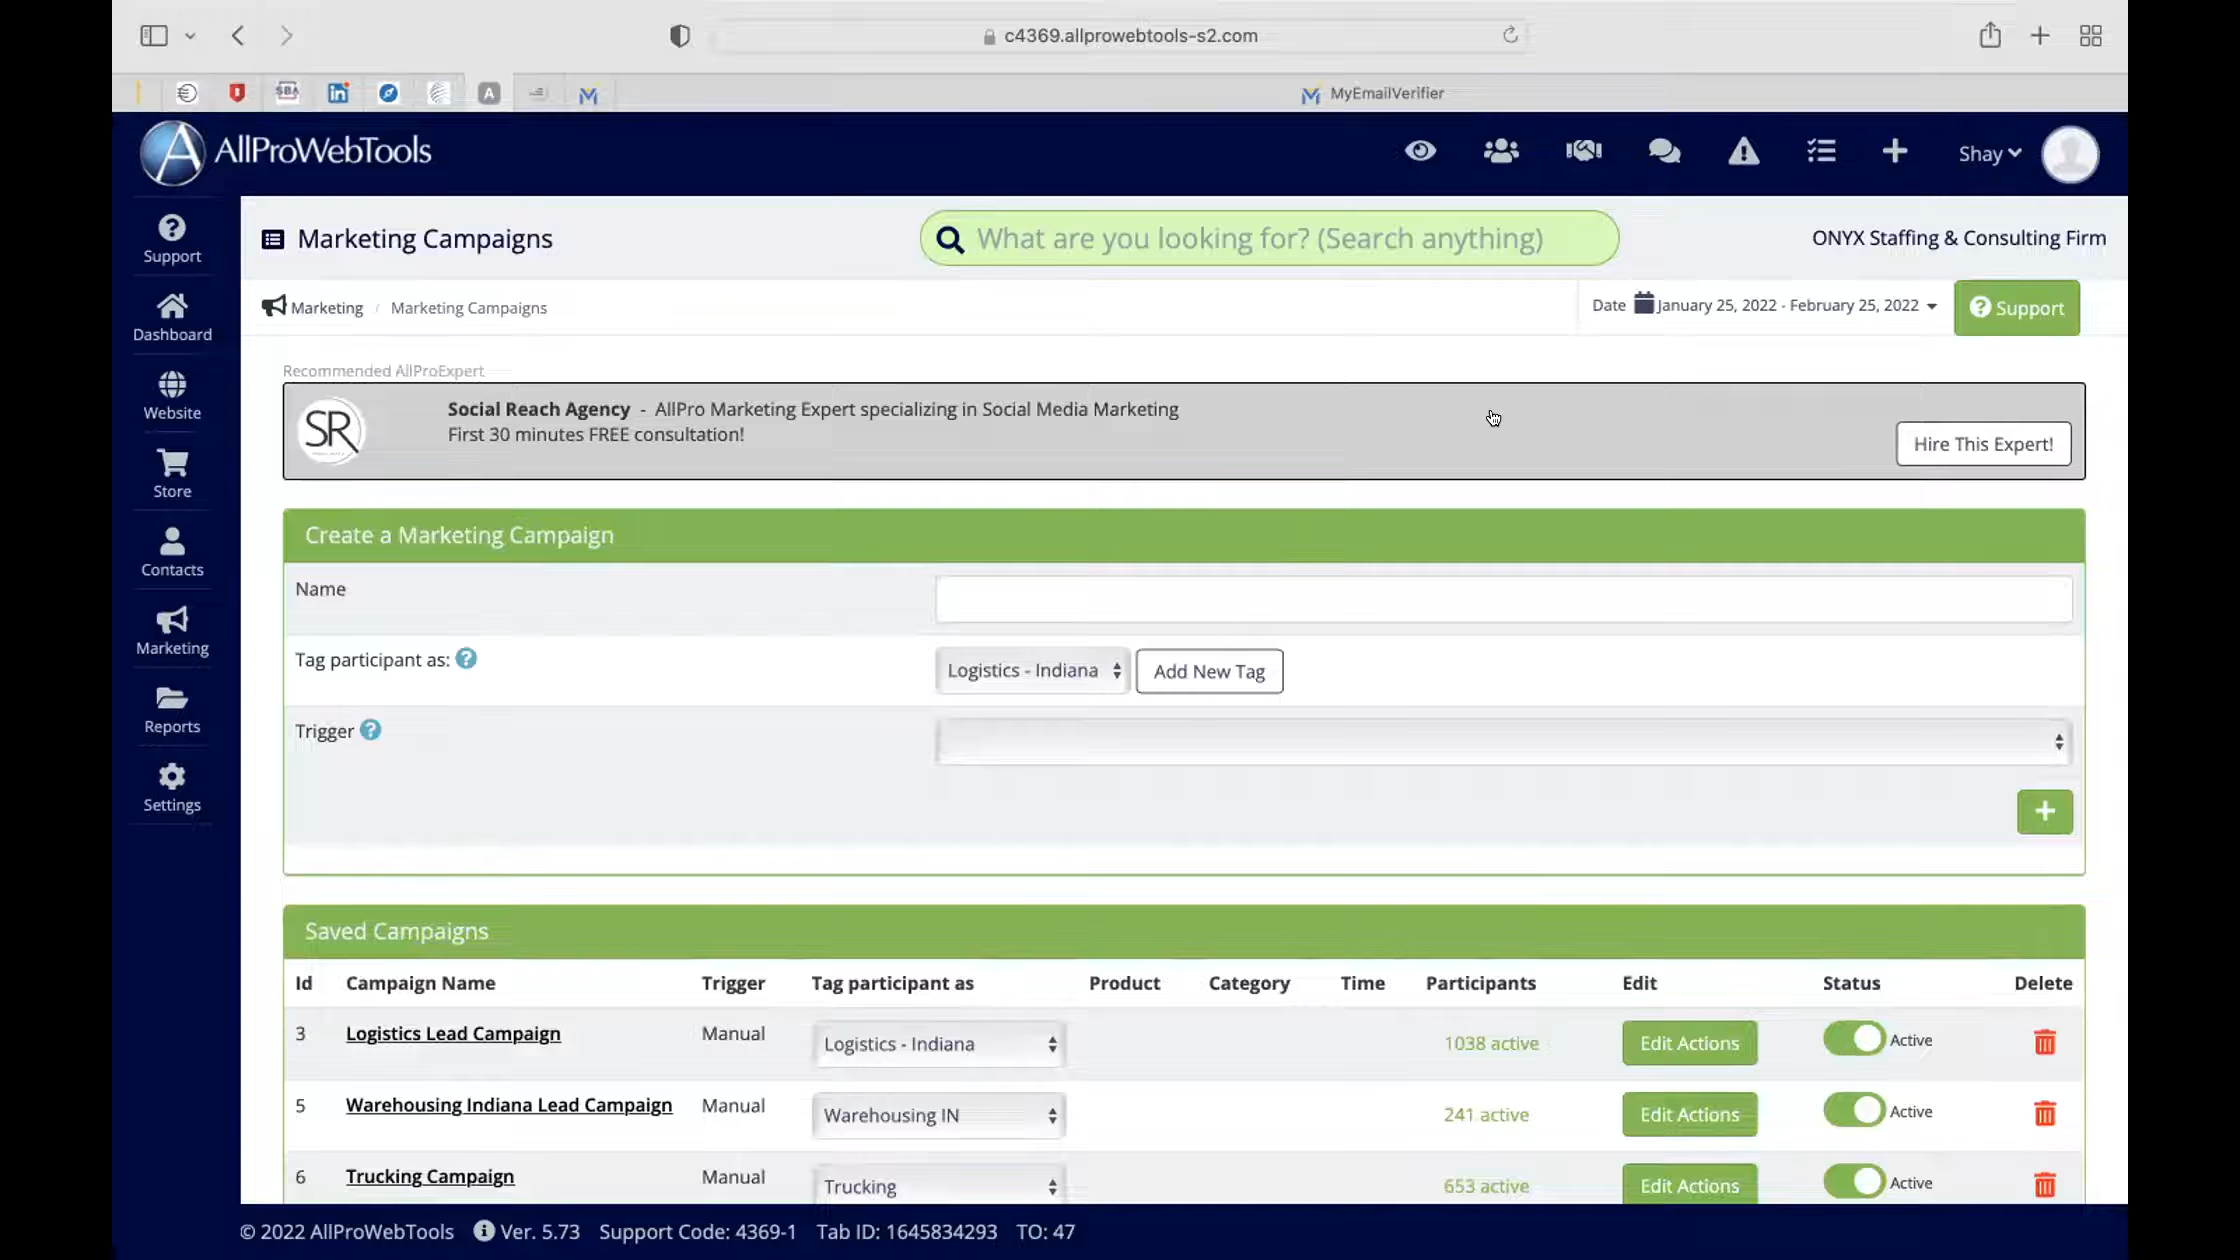 c4369.allprowebtools-s2.com
SBA
in
A
MyEmailVerifier
AllProWebTools
Shay
Support
Dashboard
Website
Store
Contacts
Marketing
Reports
Settings
Marketing Campaigns
What are you looking for? (Search anything)
ONYX Staffing & Consulting Firm
Marketing / Marketing Campaigns
Date January 25, 2022 - February 25, 2022
Support
Recommended AllProExpert
SR
Social Reach Agency - AllPro Marketing Expert specializing in Social Media Marketing
First 30 minutes FREE consultation!
Hire This Expert!
Create a Marketing Campaign
Name
Tag participant as: ? Logistics - Indiana Add New Tag
Trigger ?
+
Saved Campaigns
Id Campaign Name Trigger Tag participant as Product Category Time Participants Edit Status Delete
3 Logistics Lead Campaign Manual Logistics - Indiana 1038 active Edit Actions Active
5 Warehousing Indiana Lead Campaign Manual Warehousing IN 241 active Edit Actions Active
6 Trucking Campaign Manual Trucking 653 active Edit Actions Active
© 2022 AllProWebTools Ver. 5.73 Support Code: 4369-1 Tab ID: 1645834293 TO: 47